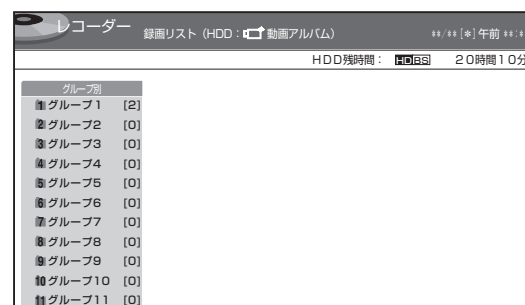 レコーダー 録画リスト（HDD：動画アルバム） **/**[*]午前 **:*
HDD残時間： HD BS 20時間10分
グループ別
1 グループ1 [2]
2 グループ2 [0]
3 グループ3 [0]
4 グループ4 [0]
5 グループ5 [0]
6 グループ6 [0]
7 グループ7 [0]
8 グループ8 [0]
9 グループ9 [0]
10 グループ10 [0]
11 グループ11 [0]